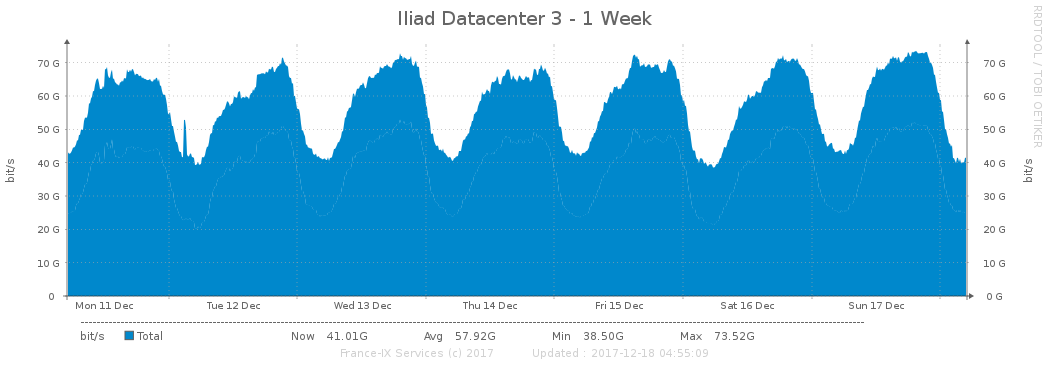 Iliad Datacenter 3 - 1 Week
RRDTOOL / TOBI OETIKER
bit/s
70 G
60 G
50 G
40 G
30 G
20 G
10 G
0
70 G
60 G
50 G
40 G
30 G
20 G
10 G
0 G
bit/s
Mon 11 Dec Tue 12 Dec Wed 13 Dec Thu 14 Dec Fri 15 Dec Sat 16 Dec Sun 17 Dec
bit/s Total Now 41.01G Avg 57.92G Min 38.50G Max 73.52G
France-IX Services (c) 2017 Updated : 2017-12-18 04:55:09